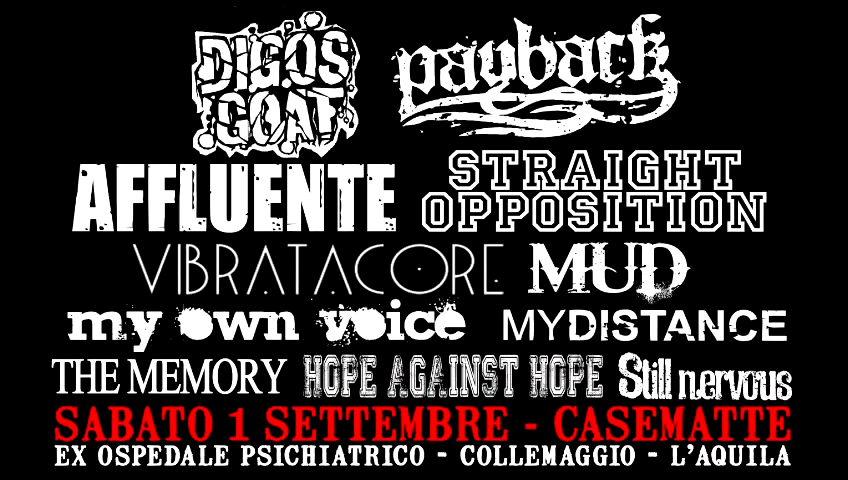 DIGOS GOAT
payback
AFFLUENTE
STRAIGHT OPPOSITION
VIBRATACORE MUD
my own voice MYDISTANCE
THE MEMORY HOPE AGAINST HOPE Still nervous
SABATO 1 SETTEMBRE - CASEMATTE
EX OSPEDALE PSICHIATRICO - COLLEMAGGIO - L'AQUILA